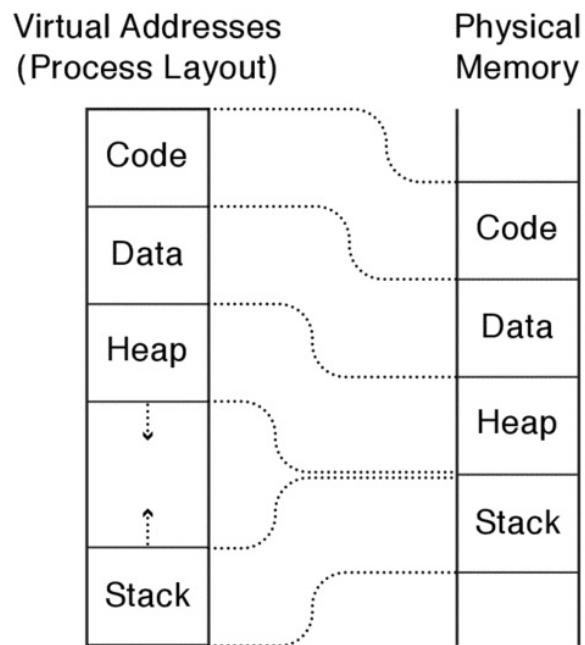 Virtual Addresses
(Process Layout)
Physical
Memory
Code
Data
Heap
Stack
Code
Data
Heap
Stack